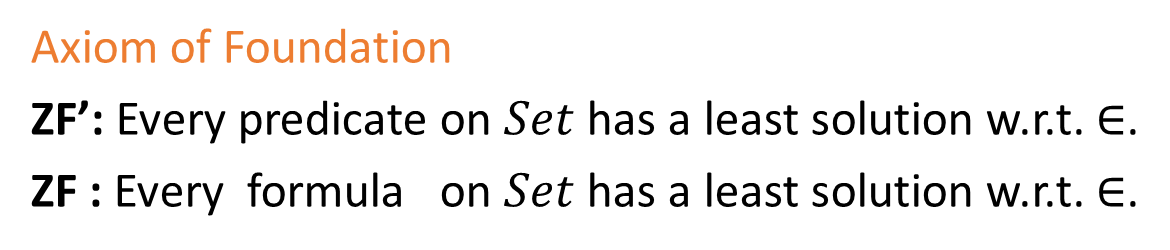 Axiom of Foundation
ZF’: Every predicate on 𝑆𝑒𝑡 has a least solution w.r.t. ∈.
ZF : Every formula on 𝑆𝑒𝑡 has a least solution w.r.t. ∈.